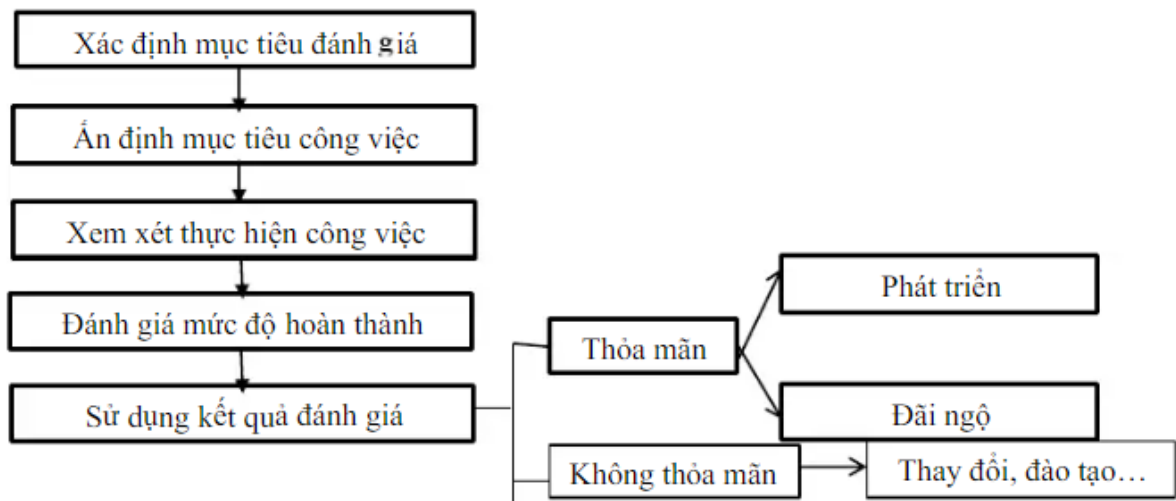 Xác định mục tiêu đánh giá
Ấn định mục tiêu công việc
Xem xét thực hiện công việc
Đánh giá mức độ hoàn thành
Sử dụng kết quả đánh giá
Thỏa mãn
Phát triển
Đãi ngộ
Không thỏa mãn
Thay đổi, đào tạo…